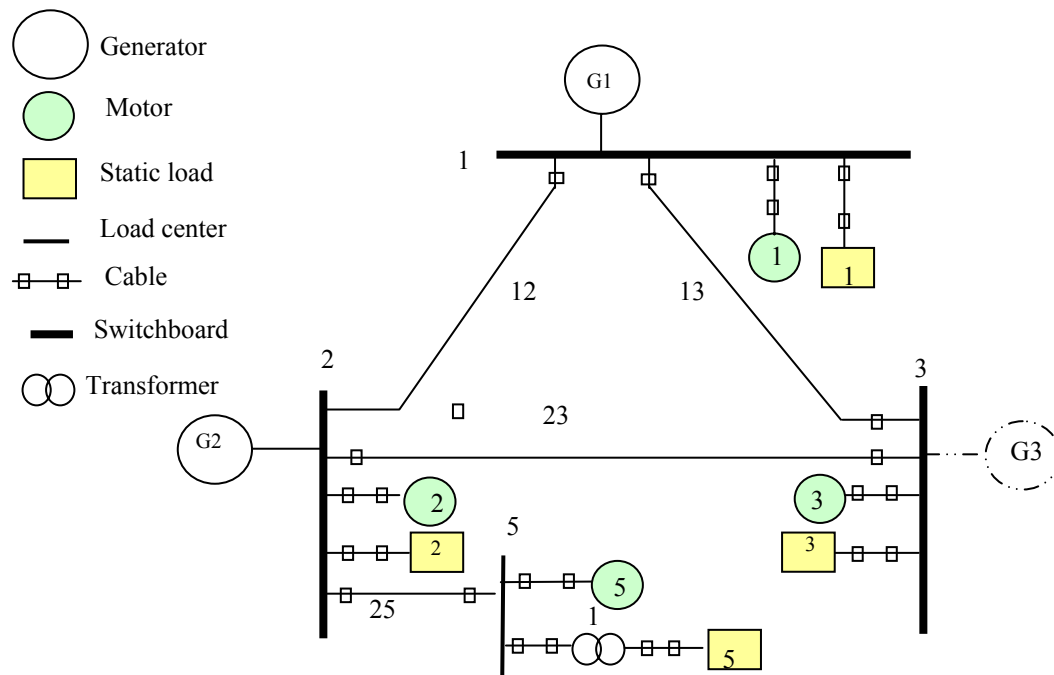 Generator
Motor
Static load
Load center
Cable
Switchboard
Transformer
G1
1
1
1
12
13
2
3
23
G2
G3
2
3
2
3
5
25
5
1
5